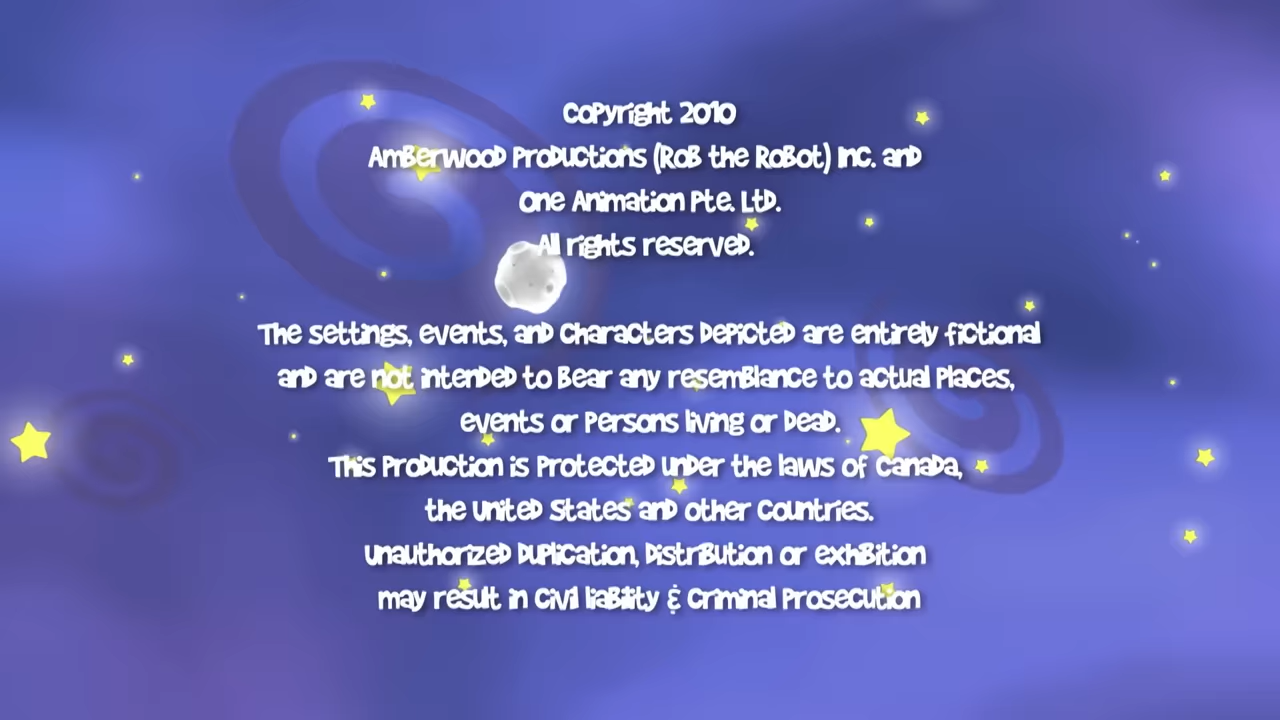 Copyright 2010
Amberwood Productions (Rob the Robot) Inc. and
One Animation Pte. Ltd.
All rights reserved.
The settings, events, and characters depicted are entirely fictional
and are not intended to bear any resemblance to actual places,
events or persons living or dead.
This production is protected under the laws of Canada,
the United States and other countries.
Unauthorized duplication, distribution or exhibition
may result in civil liability & criminal prosecution